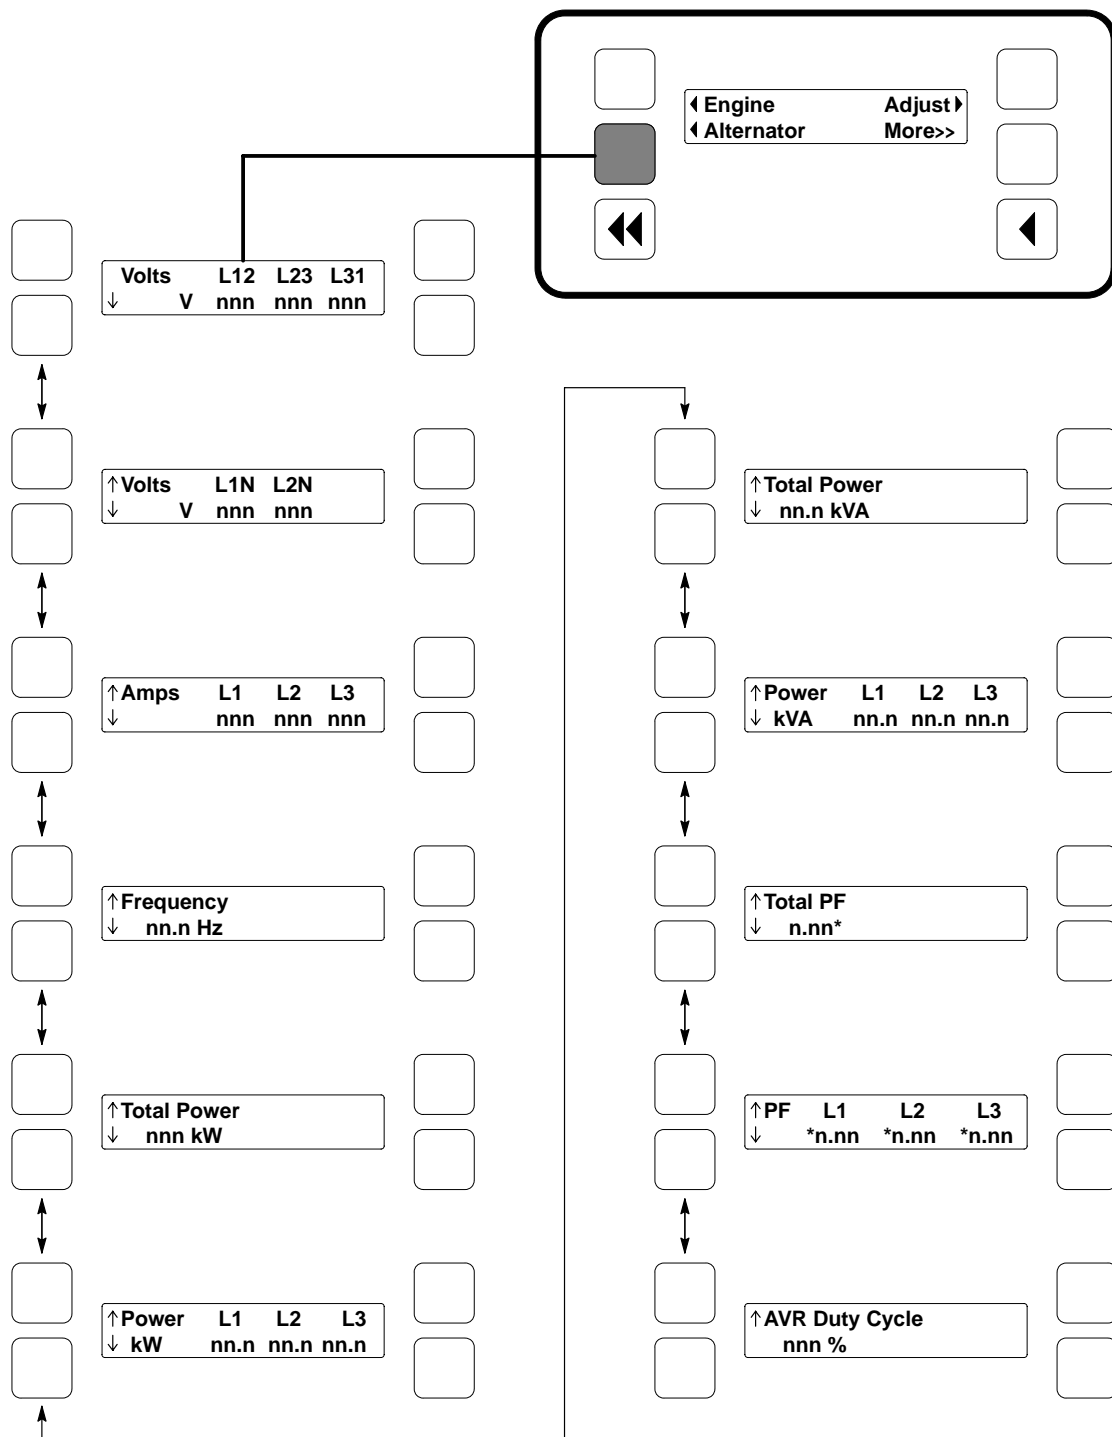 Engine Adjust
Alternator More>>
Volts L12 L23 L31
↓ V nnn nnn nnn
↑Volts L1N L2N
↓ V nnn nnn
↑Amps L1 L2 L3
↓ nnn nnn nnn
↑Frequency
↓ nn.n Hz
↑Total Power
↓ nnn kW
↑Power L1 L2 L3
↓ kW nn.n nn.n nn.n
↑Total Power
↓ nn.n kVA
↑Power L1 L2 L3
↓ kVA nn.n nn.n nn.n
↑Total PF
↓ n.nn*
↑PF L1 L2 L3
↓ *n.nn *n.nn *n.nn
↑AVR Duty Cycle
nnn %